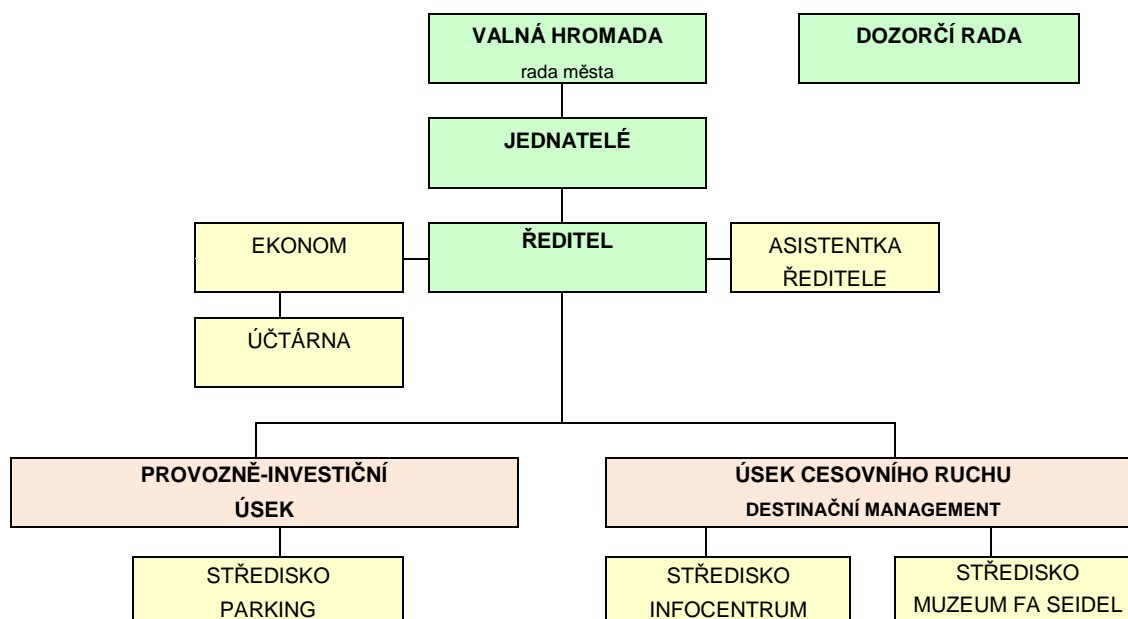 VALNÁ HROMADA
rada města
DOZORČÍ RADA
JEDNATELÉ
EKONOM
ŘEDITEL
ASISTENTKA
ŘEDITELE
ÚČTÁRNA
PROVOZNĚ-INVESTIČNÍ
ÚSEK
ÚSEK CESOVNÍHO RUCHU
DESTINAČNÍ MANAGEMENT
STŘEDISKO
PARKING
STŘEDISKO
INFOCENTRUM
STŘEDISKO
MUZEUM FA SEIDEL